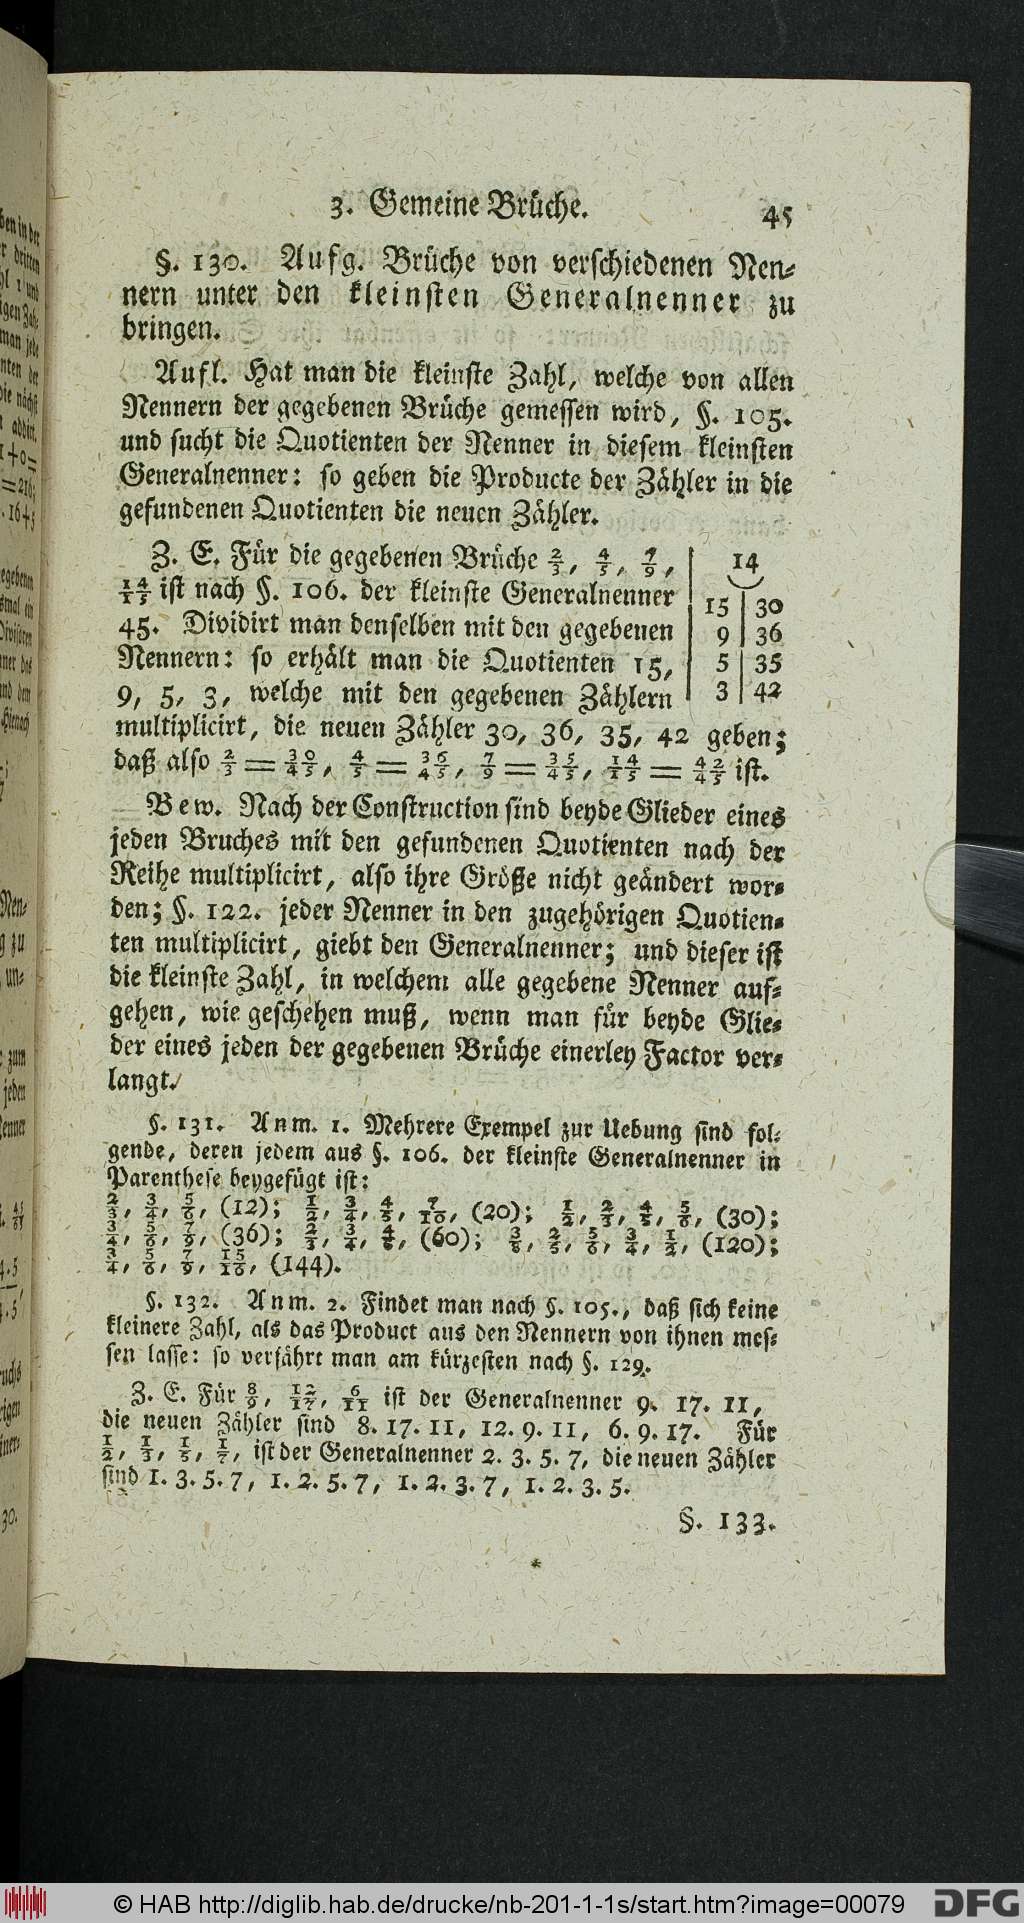 3. Gemeine Brüche. 45
§. 130. Aufg. Brüche von verschiedenen Nen-
nern unter den kleinsten Generalnenner zu
bringen.
Aufl. Hat man die kleinste Zahl, welche von allen
Nennern der gegebenen Brüche gemessen wird, §. 105.
und sucht die Quotienten der Nenner in diesem kleinsten
Generalnenner: so geben die Producte der Zähler in die
gefundenen Quotienten die neuen Zähler.
Z. E. Für die gegebenen Brüche 2/3, 4/5, 7/9,
14/15 ist nach §. 106. der kleinste Generalnenner
45. Dividirt man denselben mit den gegebenen
Nennern: so erhält man die Quotienten 15,
9, 5, 3, welche mit den gegebenen Zählern
14
15 | 30
9 | 36
5 | 35
3 | 42
multiplicirt, die neuen Zähler 30, 36, 35, 42 geben;
daß also 2/3 = 30/45, 4/5 = 36/45, 7/9 = 35/45, 14/15 = 42/45 ist.
Bew. Nach der Construction sind beyde Glieder eines
jeden Bruches mit den gefundenen Quotienten nach der
Reihe multiplicirt, also ihre Größe nicht geändert wor-
den; §. 122. jeder Nenner in den zugehörigen Quotien-
ten multiplicirt, giebt den Generalnenner; und dieser ist
die kleinste Zahl, in welchem alle gegebene Nenner auf-
gehen, wie geschehen muß, wenn man für beyde Glie-
der eines jeden der gegebenen Brüche einerley Factor ver-
langt.
§. 131. Anm. 1. Mehrere Exempel zur Uebung sind fol-
gende, deren jedem aus §. 106. der kleinste Generalnenner in
Parenthese beygefügt ist:
2/3, 3/4, 5/6, (12); 1/2, 3/4, 4/5, 7/10, (20); 1/2, 2/3, 4/5, 5/6, (30);
3/4, 5/6, 7/9, (36); 2/3, 3/4, (60); 3/8, 2/5, 5/6, 3/4, 1/2, (120);
3/4, 5/6, 7/9, 15/16, (144).
§. 132. Anm. 2. Findet man nach §. 105., daß sich keine
kleinere Zahl, als das Product aus den Nennern von ihnen mes-
sen lasse: so verfährt man am kürzesten nach §. 129.
Z. E. Für 8/9, 12/17, 6/11 ist der Generalnenner 9. 17. 11,
die neuen Zähler sind 8. 17. 11, 12. 9. 11, 6. 9. 17. Für
1/2, 1/3, 1/5, 1/7, ist der Generalnenner 2. 3. 5. 7, die neuen Zähler
sind 1. 3. 5. 7, 1. 2. 5. 7, 1. 2. 3. 7, 1. 2. 3. 5.
§. 133.
© HAB http://diglib.hab.de/drucke/nb-201-1-1s/start.htm?image=00079
DFG